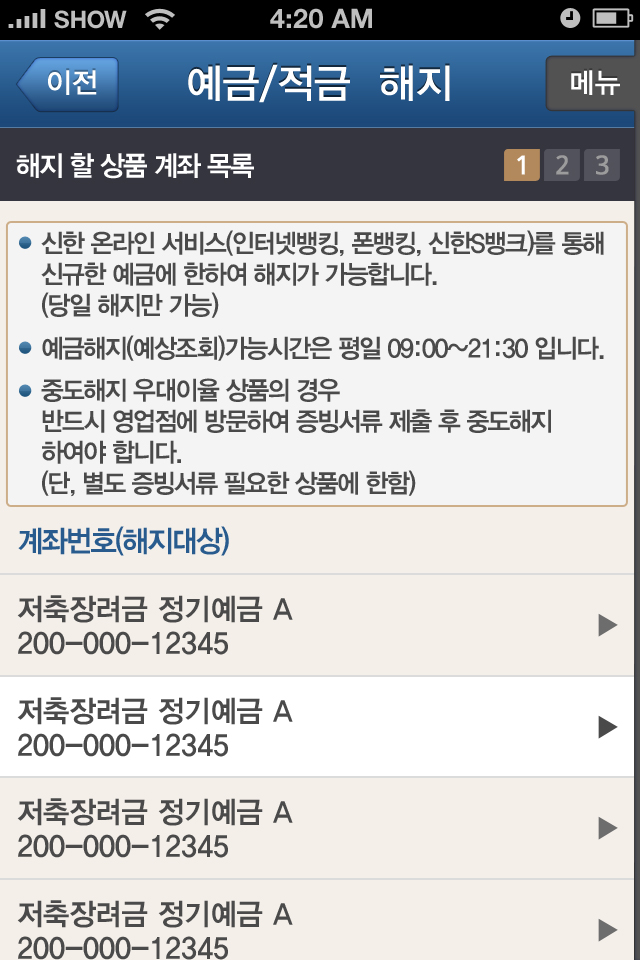 SHOW 4:20 AM
이전 예금/적금 해지 메뉴
해지 할 상품 계좌 목록 1 2 3
신한 온라인 서비스(인터넷뱅킹, 폰뱅킹, 신한S뱅크)를 통해
신규한 예금에 한하여 해지가 가능합니다.
(당일 해지만 가능)
예금해지(예상조회)가능시간은 평일 09:00~21:30 입니다.
중도해지 우대이율 상품의 경우
반드시 영업점에 방문하여 증빙서류 제출 후 중도해지
하여야 합니다.
(단, 별도 증빙서류 필요한 상품에 한함)
계좌번호(해지대상)
저축장려금 정기예금 A
200-000-12345
저축장려금 정기예금 A
200-000-12345
저축장려금 정기예금 A
200-000-12345
저축장려금 정기예금 A
200-000-12345